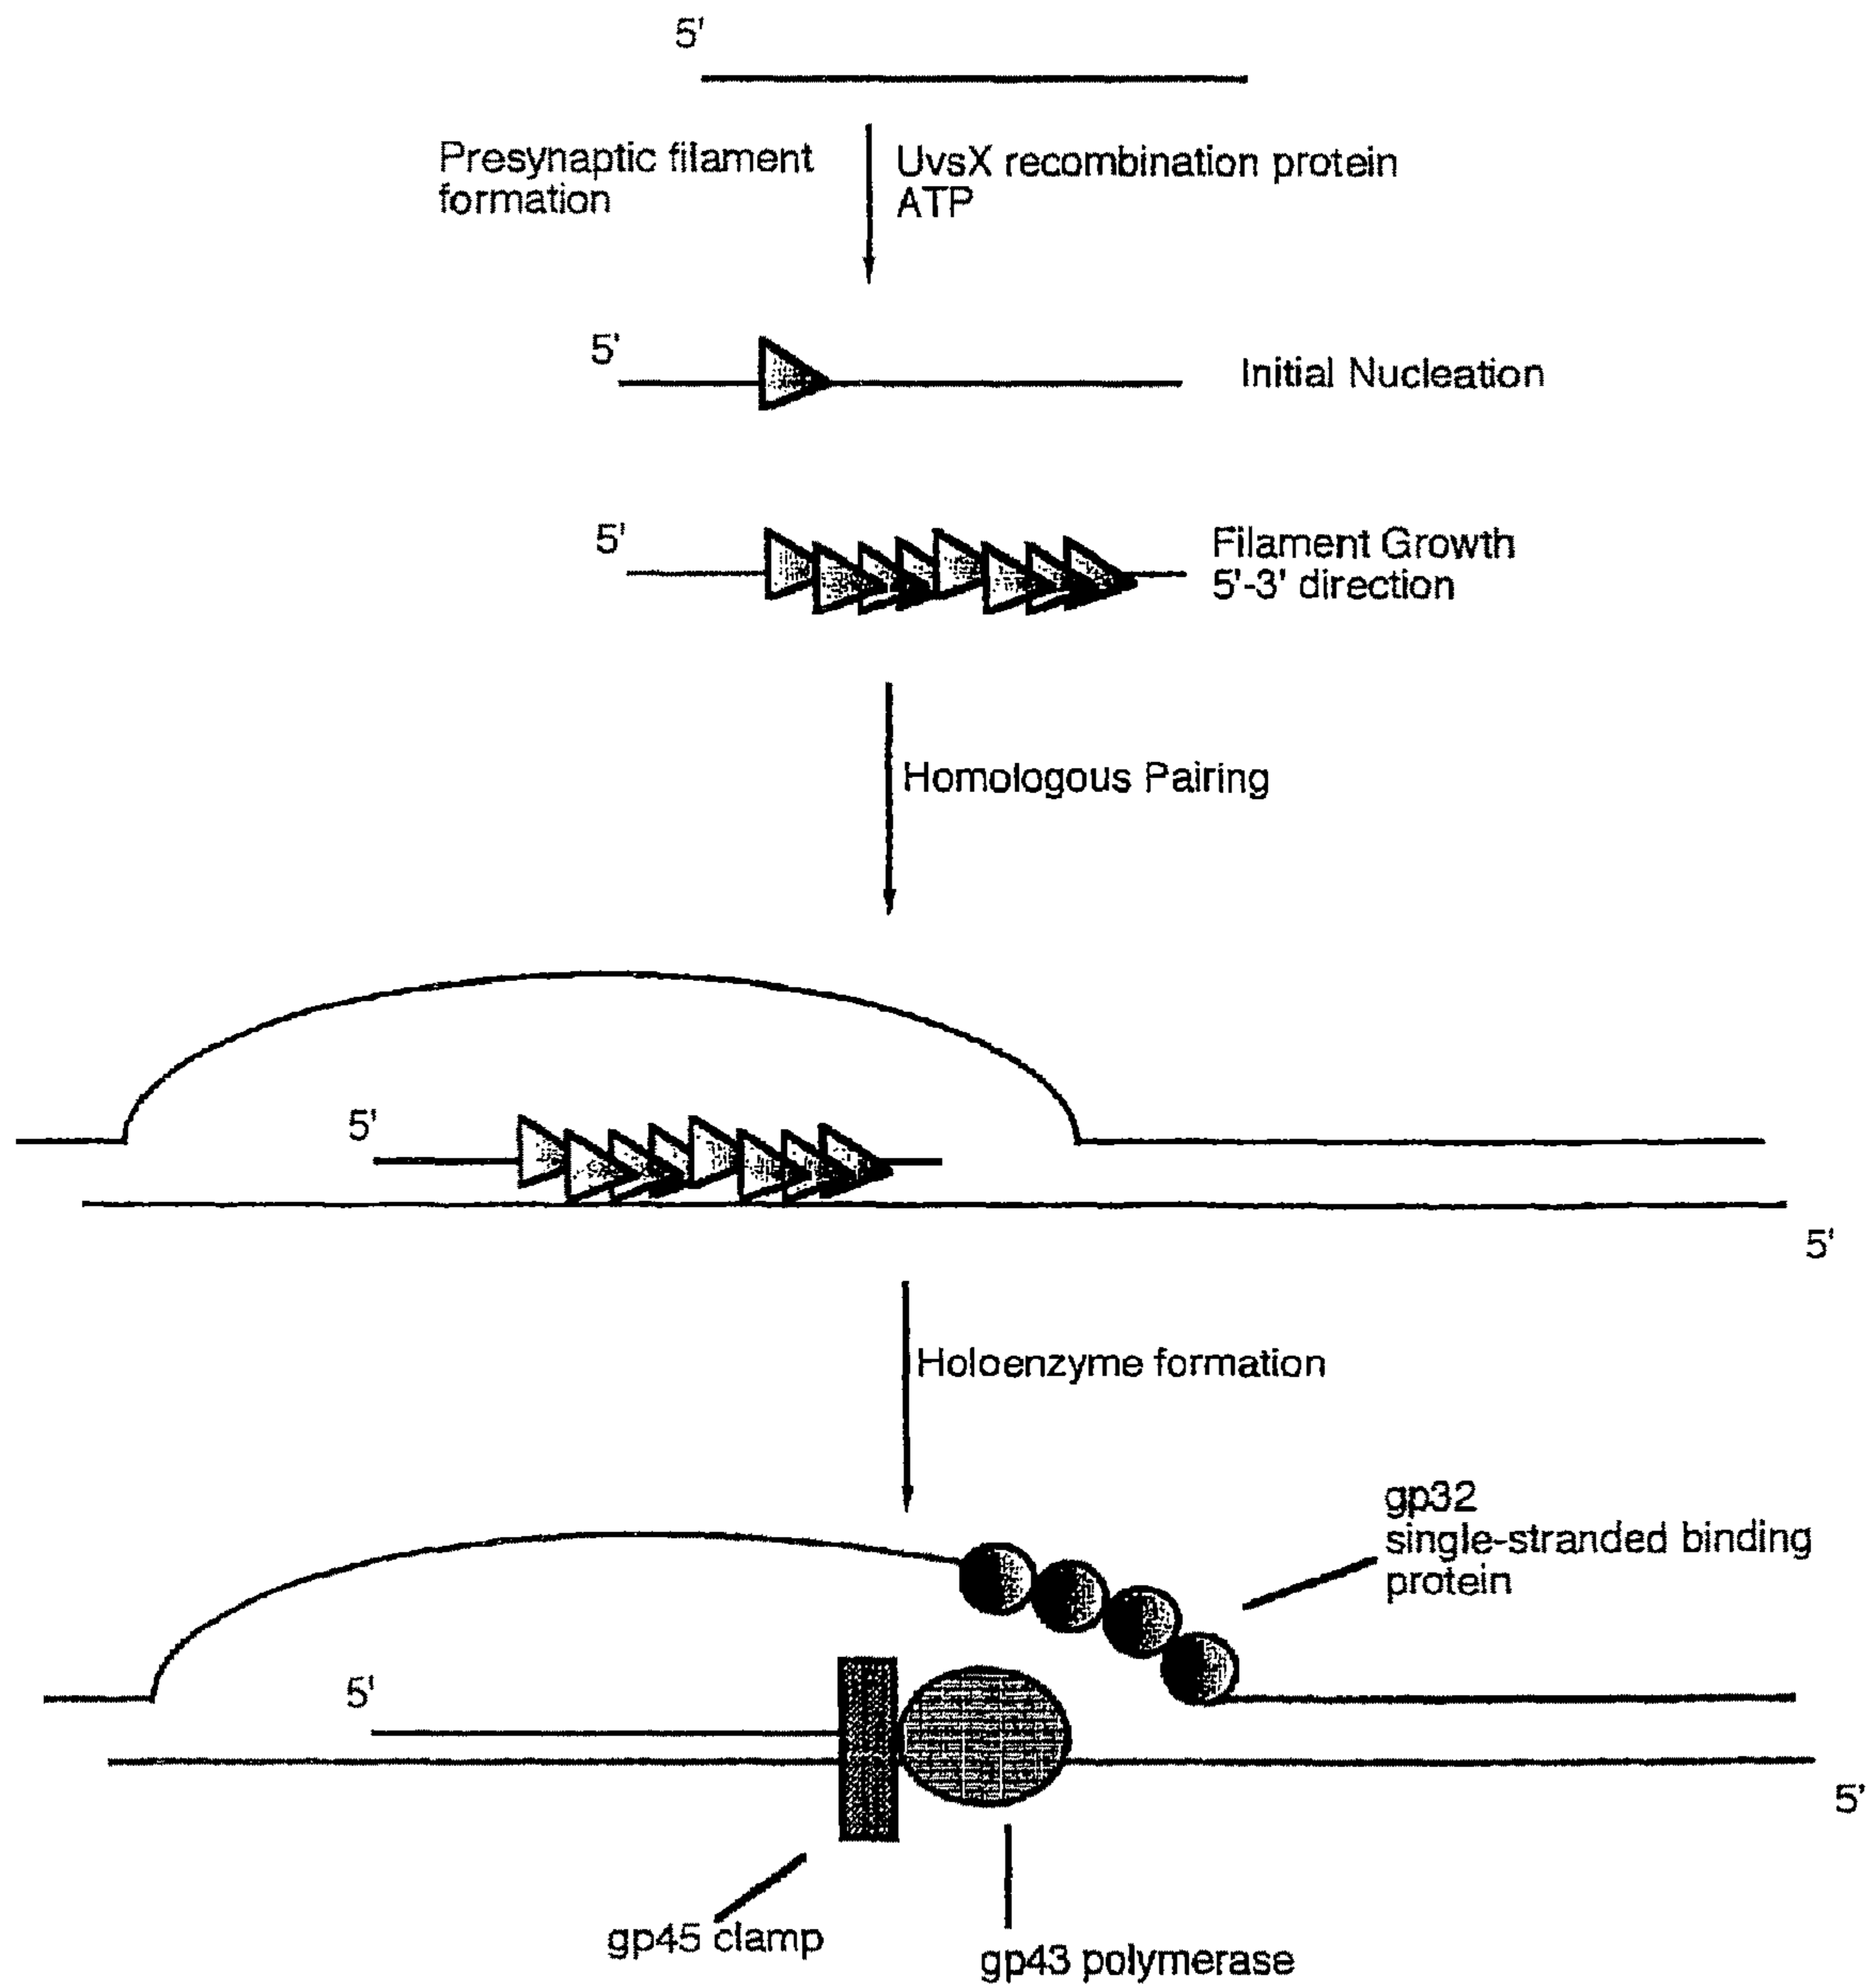 5'
Presynaptic filament
formation
UvsX recombination protein
ATP
5'
Initial Nucleation
5'
Filament Growth
5'-3' direction
Homologous Pairing
5'
5'
Holoenzyme formation
gp32
single-stranded binding
protein
5'
5'
gp45 clamp
gp43 polymerase